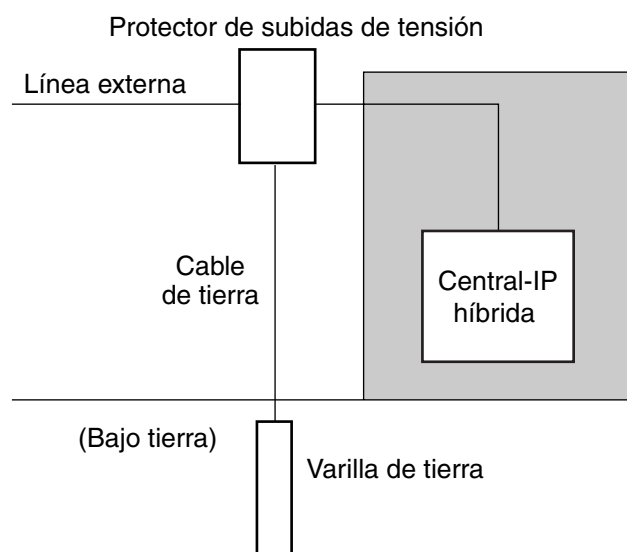 Protector de subidas de tensión
Línea externa
Cable
de tierra
Central-IP
híbrida
(Bajo tierra)
Varilla de tierra